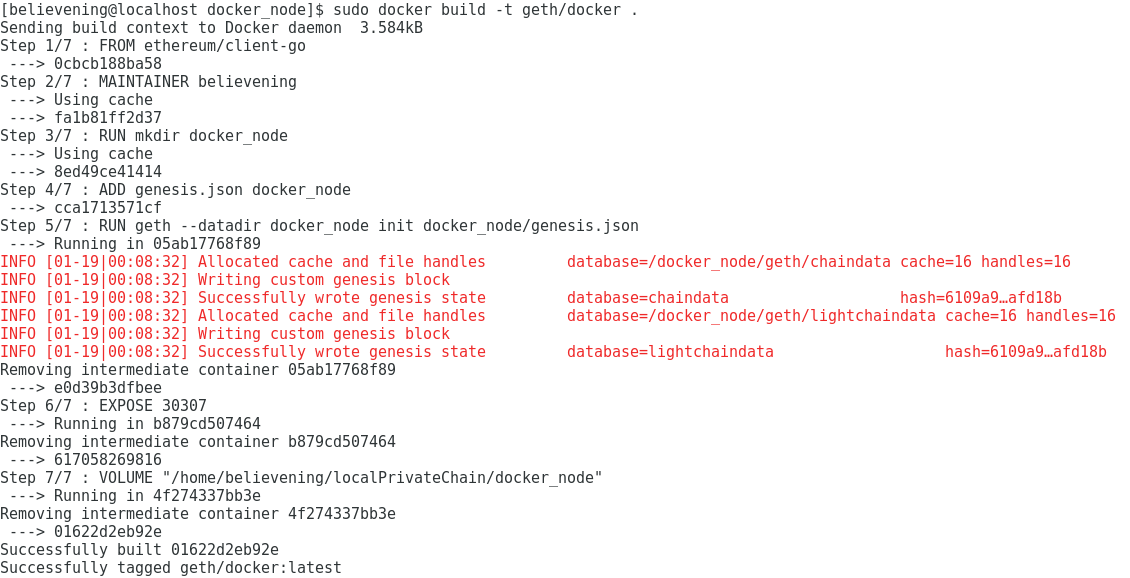 [believening@localhost docker_node]$ sudo docker build -t geth/docker .
Sending build context to Docker daemon  3.584kB
Step 1/7 : FROM ethereum/client-go
 ---> 0cbcb188ba58
Step 2/7 : MAINTAINER believening
 ---> Using cache
 ---> fa1b81ff2d37
Step 3/7 : RUN mkdir docker_node
 ---> Using cache
 ---> 8ed49ce41414
Step 4/7 : ADD genesis.json docker_node
 ---> cca1713571cf
Step 5/7 : RUN geth --datadir docker_node init docker_node/genesis.json
 ---> Running in 05ab17768f89
INFO [01-19|00:08:32] Allocated cache and file handles         database=/docker_node/geth/chaindata cache=16 handles=16
INFO [01-19|00:08:32] Writing custom genesis block
INFO [01-19|00:08:32] Successfully wrote genesis state         database=chaindata                   hash=6109a9…afd18b
INFO [01-19|00:08:32] Allocated cache and file handles         database=/docker_node/geth/lightchaindata cache=16 handles=16
INFO [01-19|00:08:32] Writing custom genesis block
INFO [01-19|00:08:32] Successfully wrote genesis state         database=lightchaindata                   hash=6109a9…afd18b
Removing intermediate container 05ab17768f89
 ---> e0d39b3dfbee
Step 6/7 : EXPOSE 30307
 ---> Running in b879cd507464
Removing intermediate container b879cd507464
 ---> 617058269816
Step 7/7 : VOLUME "/home/believening/localPrivateChain/docker_node"
 ---> Running in 4f274337bb3e
Removing intermediate container 4f274337bb3e
 ---> 01622d2eb92e
Successfully built 01622d2eb92e
Successfully tagged geth/docker:latest